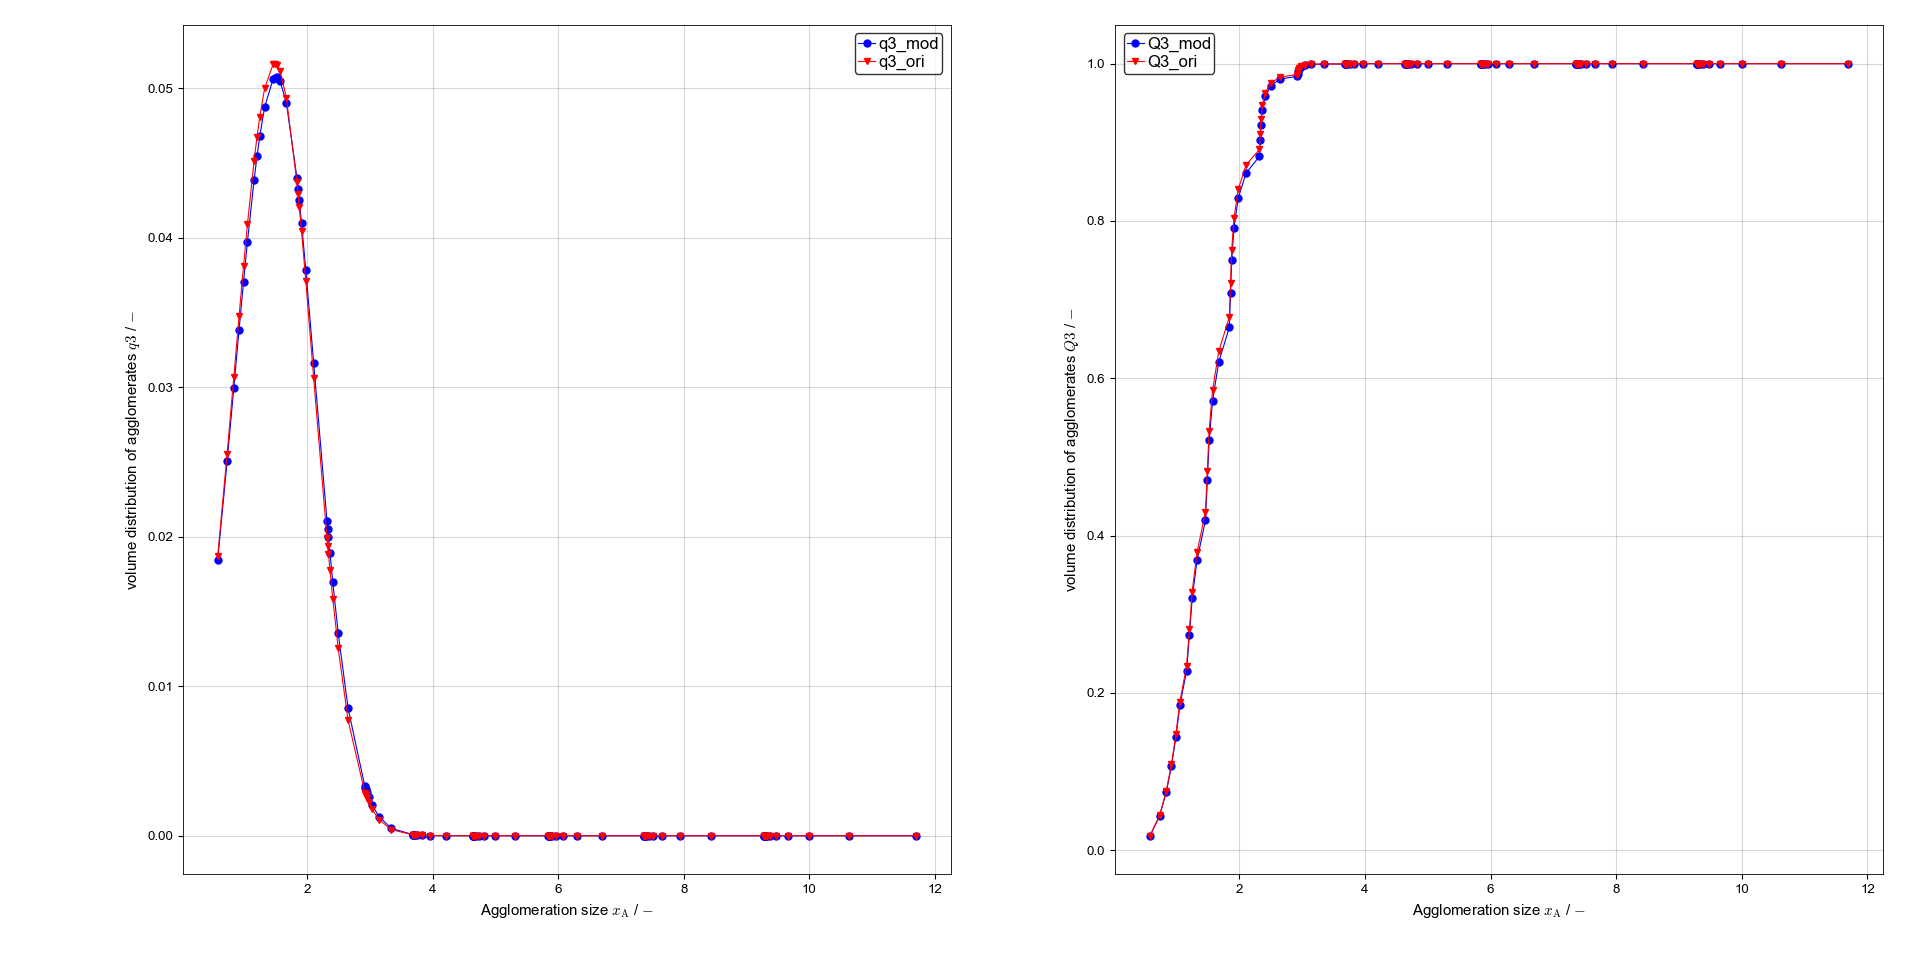 q3_mod
q3_ori
0.05
0.04
0.03
0.02
0.01
0.00
2 4 6 8 10 12
volume distribution of agglomerates q3 / −
Agglomeration size xA / −
Q3_mod
Q3_ori
1.0
0.8
0.6
0.4
0.2
0.0
2 4 6 8 10 12
volume distribution of agglomerates Q3 / −
Agglomeration size xA / −